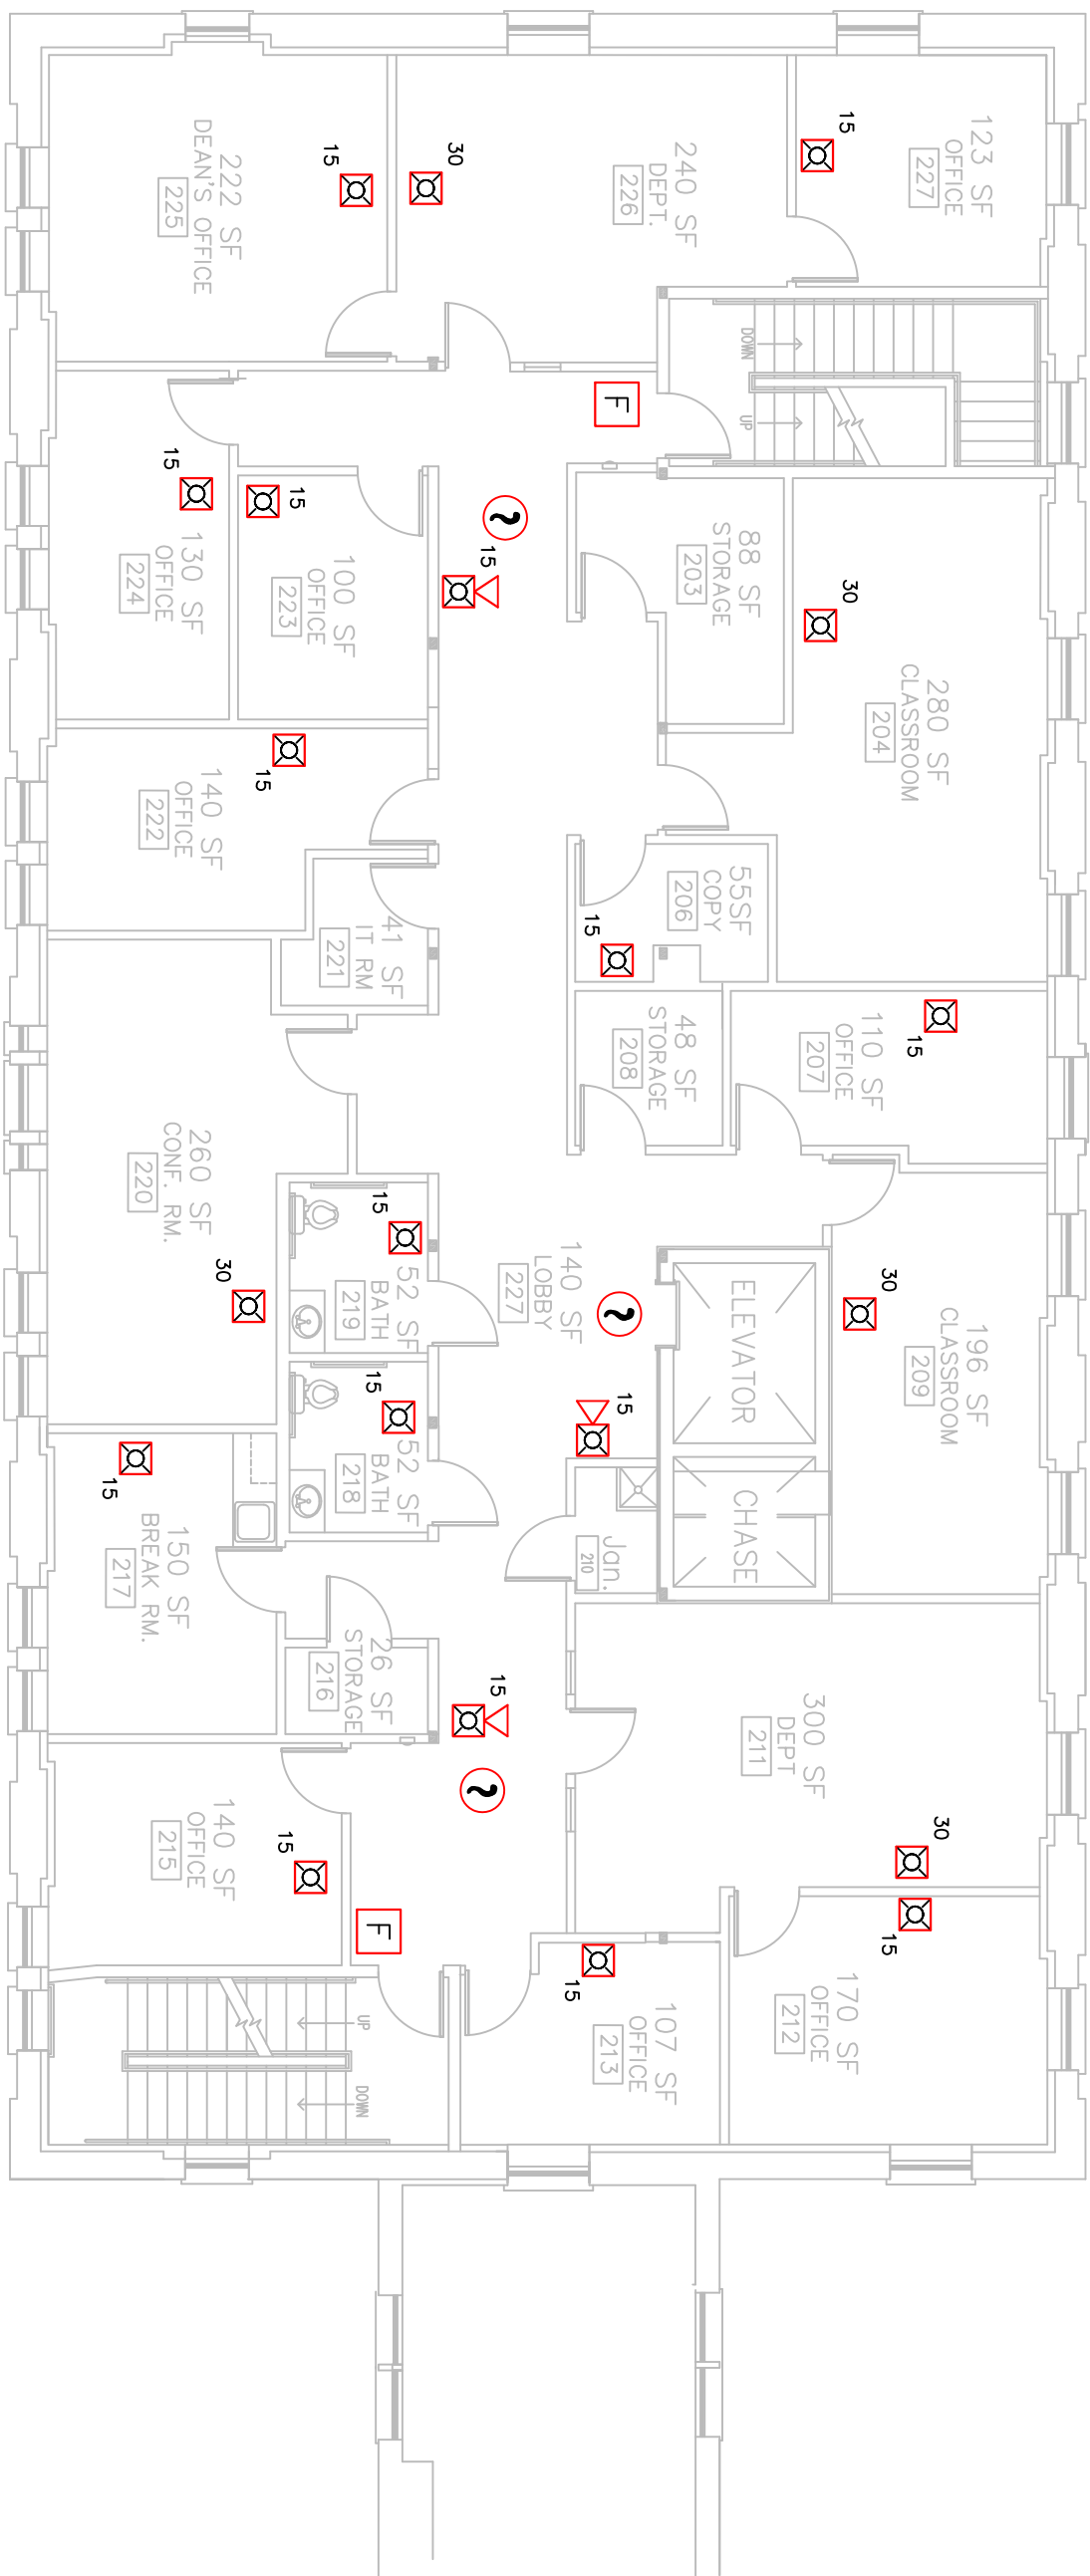 123 SF
OFFICE
227
15
240 SF
DEPT.
226
30
222 SF
DEAN'S OFFICE
225
15
DOWN
UP
F
88 SF
STORAGE
203
280 SF
CLASSROOM
204
30
15
130 SF
OFFICE
224
15
100 SF
OFFICE
223
15
140 SF
OFFICE
222
15
55SF
COPY
206
15
41 SF
IT RM
221
110 SF
OFFICE
207
15
48 SF
STORAGE
208
260 SF
CONF. RM.
220
30
52 SF
BATH
219
15
52 SF
BATH
218
15
140 SF
LOBBY
227
15
ELEVATOR
CHASE
196 SF
CLASSROOM
209
30
Jan.
210
150 SF
BREAK RM.
217
15
26 SF
STORAGE
216
15
300 SF
DEPT
211
30
140 SF
OFFICE
215
15
F
170 SF
OFFICE
212
15
107 SF
OFFICE
213
15
UP
DOWN